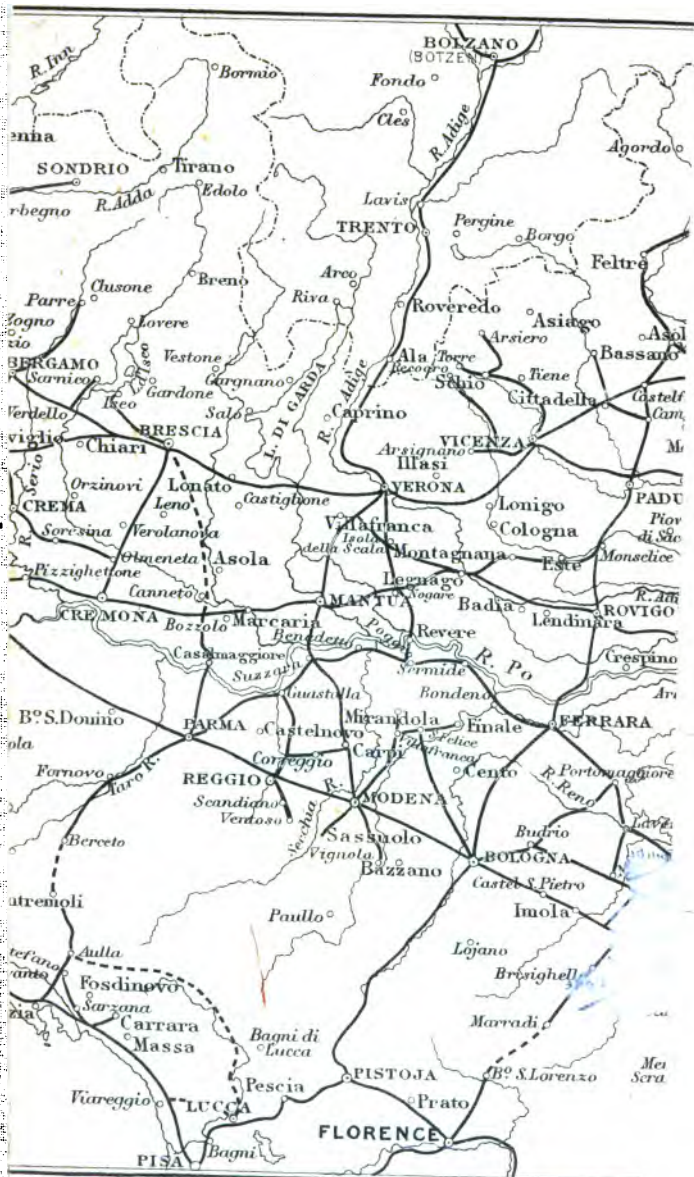 BOLZANO
(BOTZEN)
R. Inn
Bormio
Fondo
Cles
R. Adige
Agordo
SONDRIO
Tirano
R. Adda
Edolo
Lavis
TRENTO
Pergine
Borgo
Feltre
Clusone
Breno
Arco
Parre
Riva
Roveredo
Asiago
Lovere
Arsiero
BERGAMO
Vestone
Ala
Torre
Bassano
Sarnico
L. d'Iseo
Gargnano
L. DI GARDA
R. Adige
Schio
Tiene
Iseo
Gardone
Cittadella
Verdello
Salò
Caprino
BRESCIA
VICENZA
Chiari
Arsignano
Illasi
R. Serio
Orzinovi
Lonato
VERONA
CREMA
Leno
Castiglione
Lonigo
Soresina
Verolanova
Villafranca
Cologna
Isola
della Scala
Olmeneta
Asola
Montagnana
Este
Monselice
Pizzighettone
Legnago
Canneto
MANTUA
Nogare
Badia
ROVIGO
CREMONA
Marcaria
Lendinara
Bozzolo
Revere
Benedetto
Poggio
R. Po
Casalmaggiore
Sermide
Crespino
Suzzara
Guastalla
Bondeno
Bo. S. Donino
Mirandola
Finale
FERRARA
PARMA
Castelnovo
S. Felice
Villafranca
Carpi
Correggio
Cento
Fornovo
Taro R.
REGGIO
Portomaggiore
R. Reno
Scandiano
MODENA
Ventoso
Secchia R.
Sassuolo
Budrio
Berceto
Vignola
BOLOGNA
Bazzano
Castel S. Pietro
Paullo
Imola
Aulla
Lojano
Fosdinovo
Sarzana
Carrara
Marradi
Massa
Bagni di
Lucca
PISTOJA
Bo. S. Lorenzo
Pescia
Viareggio
LUCCA
Prato
FLORENCE
PISA
Bagni